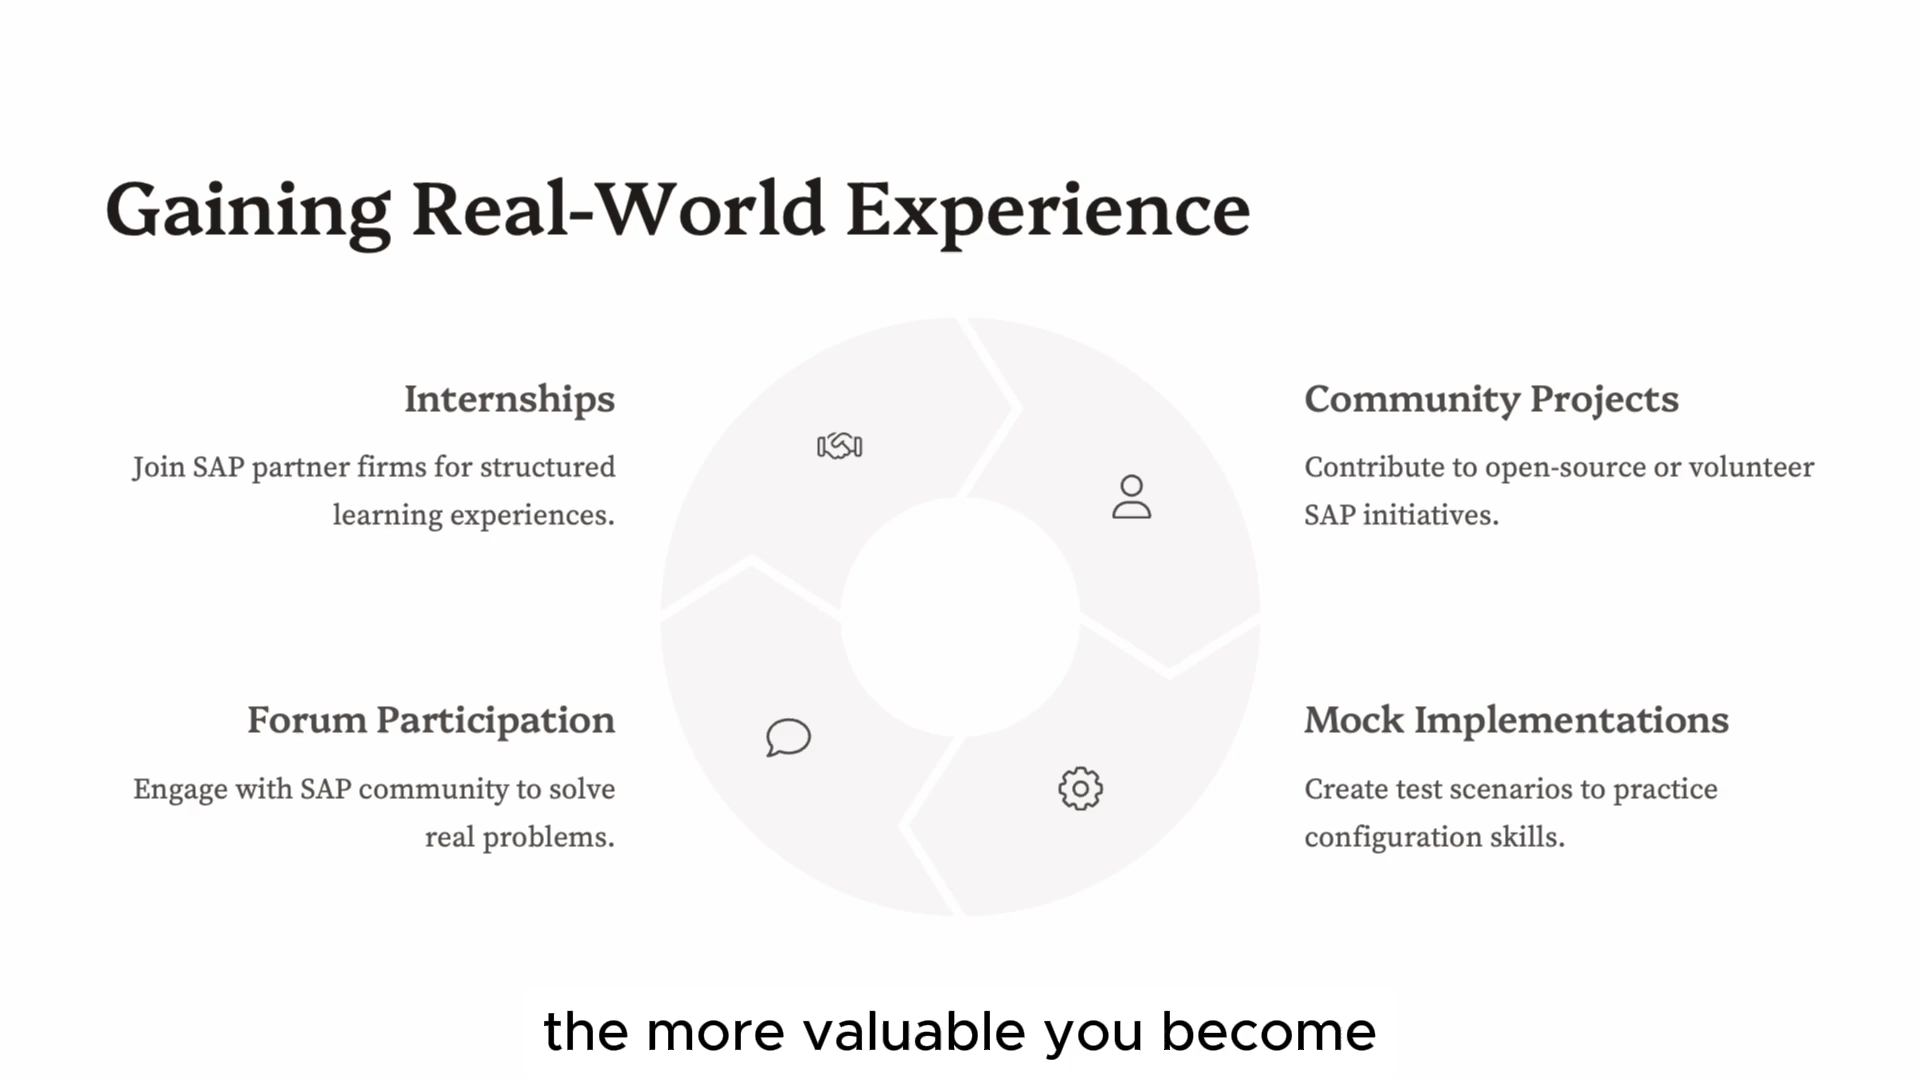 Gaining Real-World Experience
Internships
Join SAP partner firms for structured
learning experiences.
Community Projects
Contribute to open-source or volunteer
SAP initiatives.
Forum Participation
Engage with SAP community to solve
real problems.
Mock Implementations
Create test scenarios to practice
configuration skills.
the more valuable you become